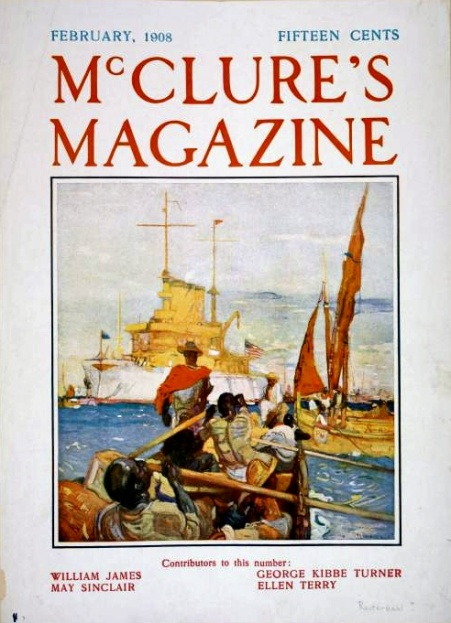 FEBRUARY, 1908 FIFTEEN CENTS
McCLURE'S
MAGAZINE
Contributors to this number:
WILLIAM JAMES GEORGE KIBBE TURNER
MAY SINCLAIR ELLEN TERRY